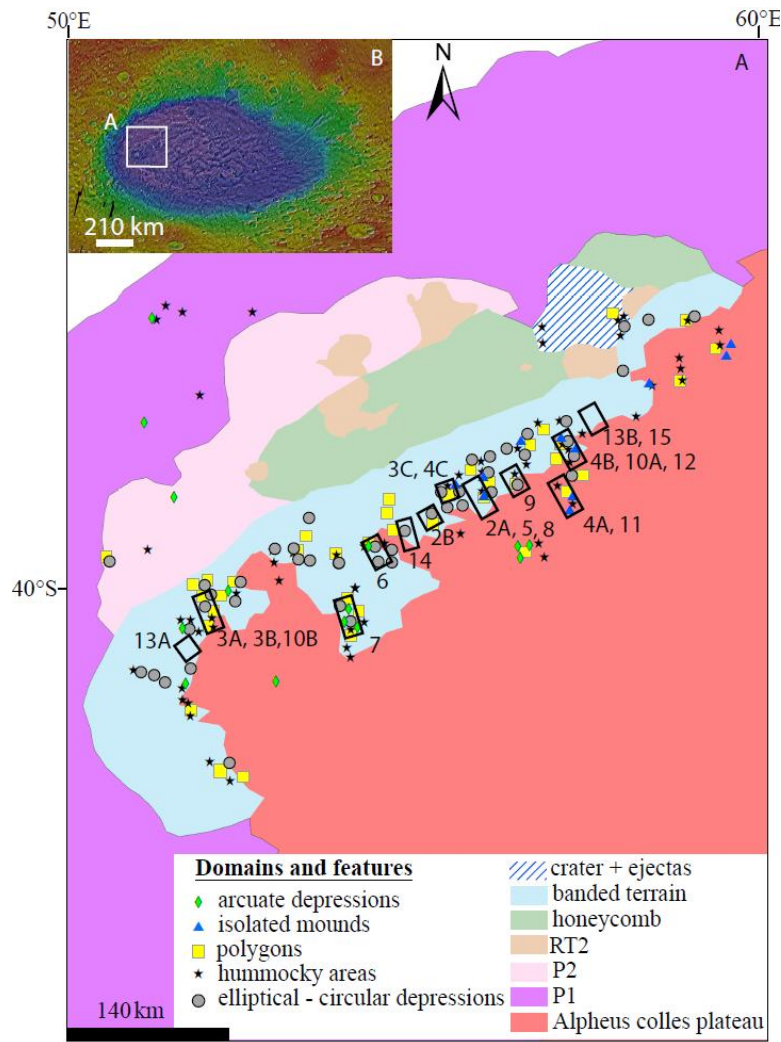 50°E
60°E
B
N
A
A
210 km
3C, 4C
13B, 15
4B, 10A, 12
9
2A, 5, 8
4A, 11
2B
14
6
40°S
13A
3A, 3B,10B
7
Domains and features
arcuate depressions
isolated mounds
polygons
hummocky areas
elliptical - circular depressions
140 km
crater + ejectas
banded terrain
honeycomb
RT2
P2
P1
Alpheus colles plateau